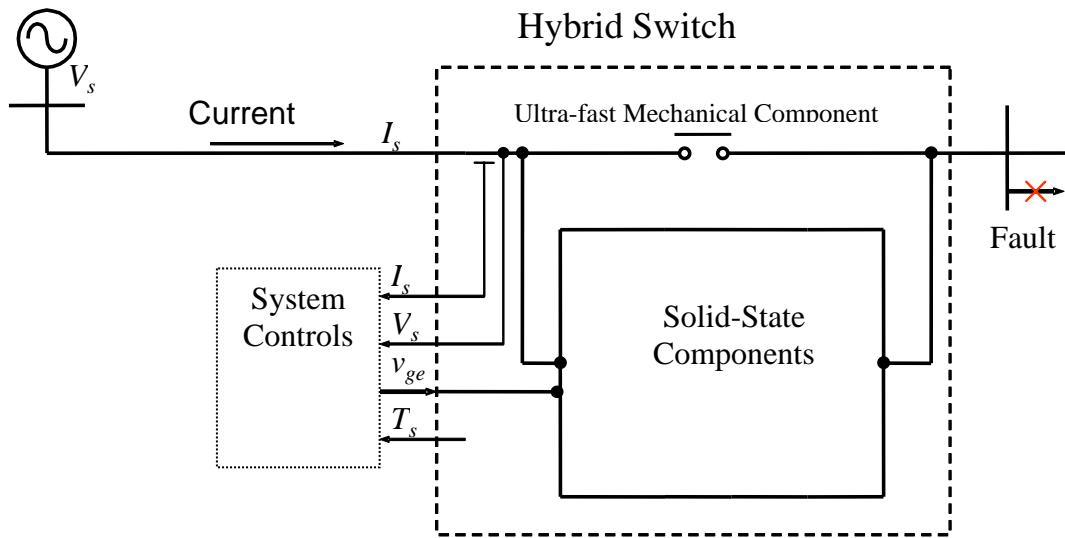 Hybrid Switch
V_s
Current
I_s
Ultra-fast Mechanical Component
Fault
System
Controls
I_s
V_s
v_ge
T_s
Solid-State
Components